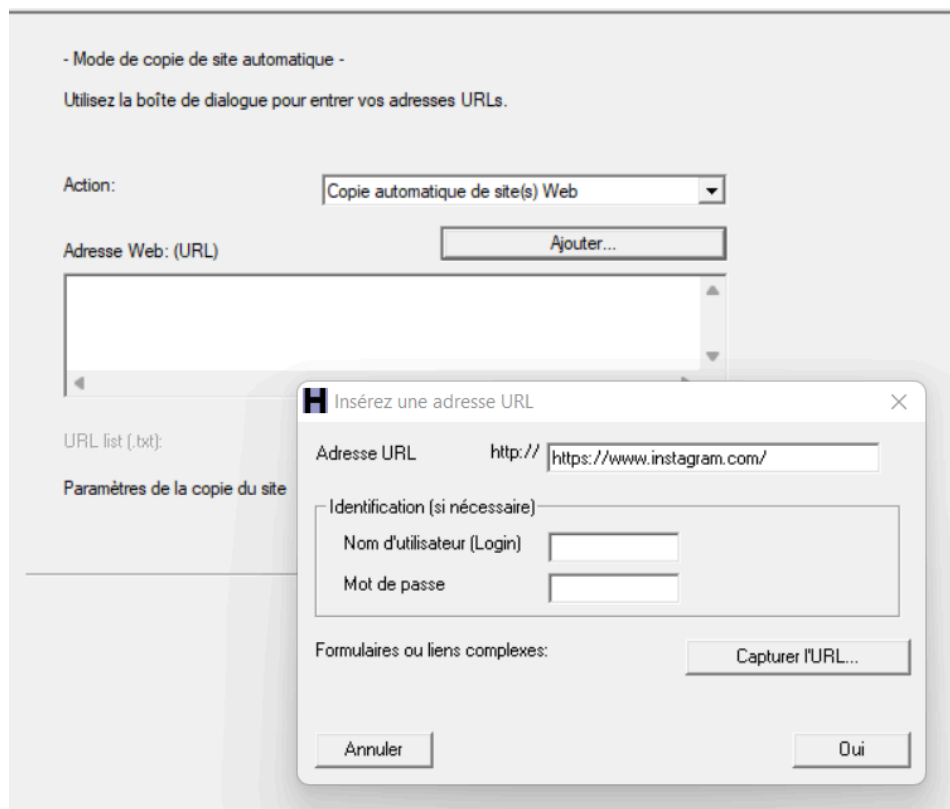 - Mode de copie de site automatique -
Utilisez la boîte de dialogue pour entrer vos adresses URLs.
Action:
Copie automatique de site(s) Web
Adresse Web: (URL)
Ajouter...
URL list (.txt):
Paramètres de la copie du site
H Insérez une adresse URL
Adresse URL http:// https://www.instagram.com/
Identification (si nécessaire)
Nom d'utilisateur (Login)
Mot de passe
Formulaires ou liens complexes:
Capturer l'URL...
Annuler
Oui